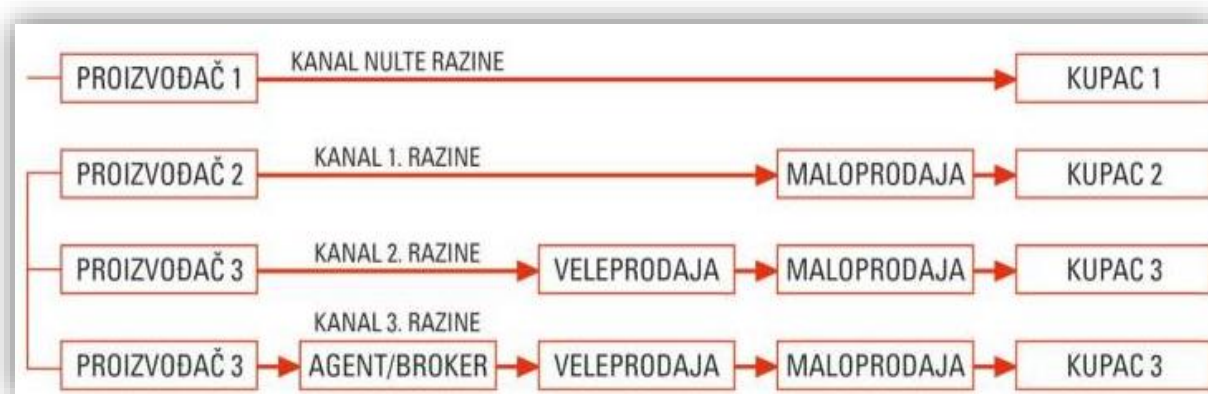 KANAL NULTE RAZINE
PROIZVOĐAČ 1 KUPAC 1
KANAL 1. RAZINE
PROIZVOĐAČ 2 MALOPRODAJA KUPAC 2
KANAL 2. RAZINE
PROIZVOĐAČ 3 VELEPRODAJA MALOPRODAJA KUPAC 3
KANAL 3. RAZINE
PROIZVOĐAČ 3 AGENT/BROKER VELEPRODAJA MALOPRODAJA KUPAC 3